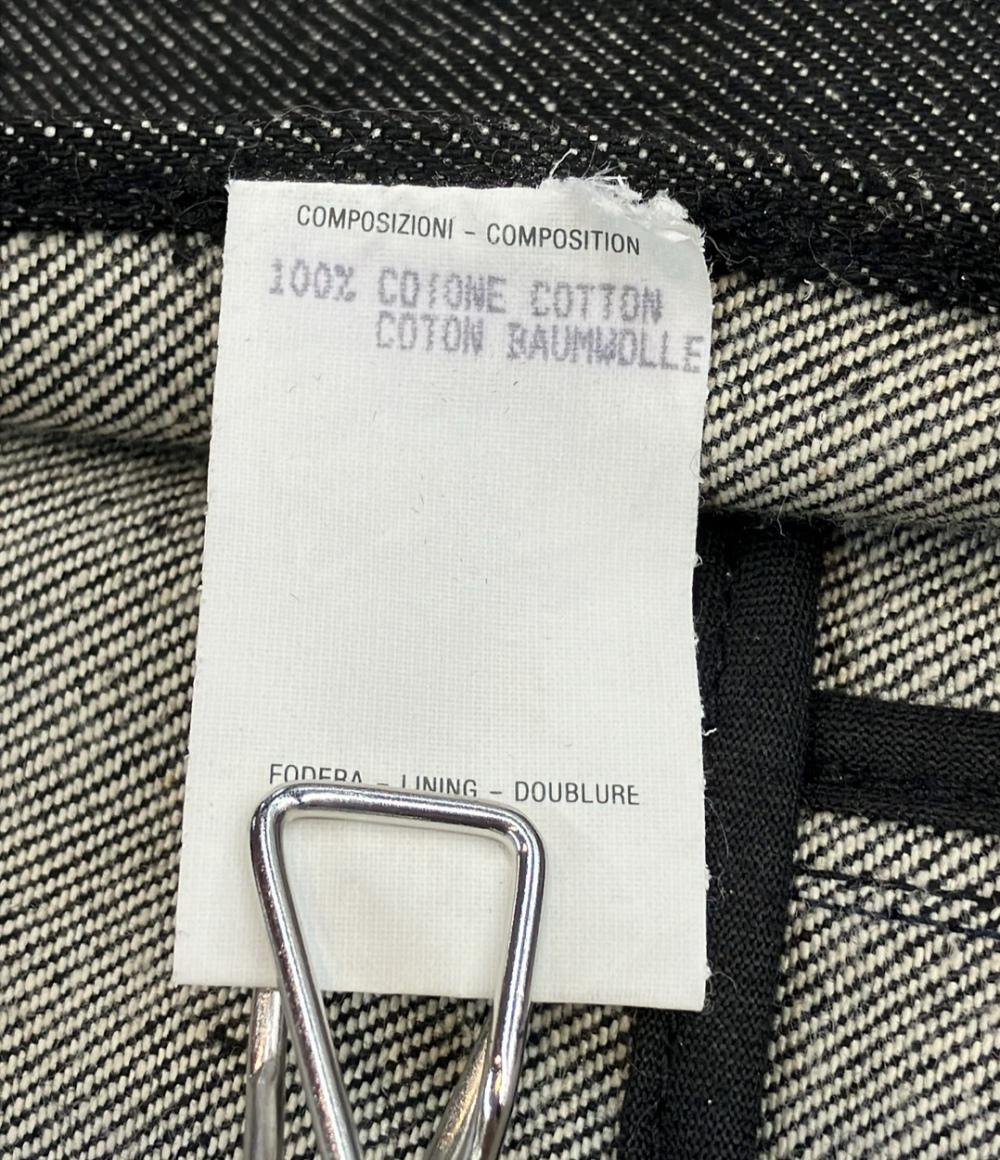 COMPOSIZIONI - COMPOSITION
100% COTONE COTTON
COTON BAUMWOLLE
FODERA - LINING - DOUBLURE